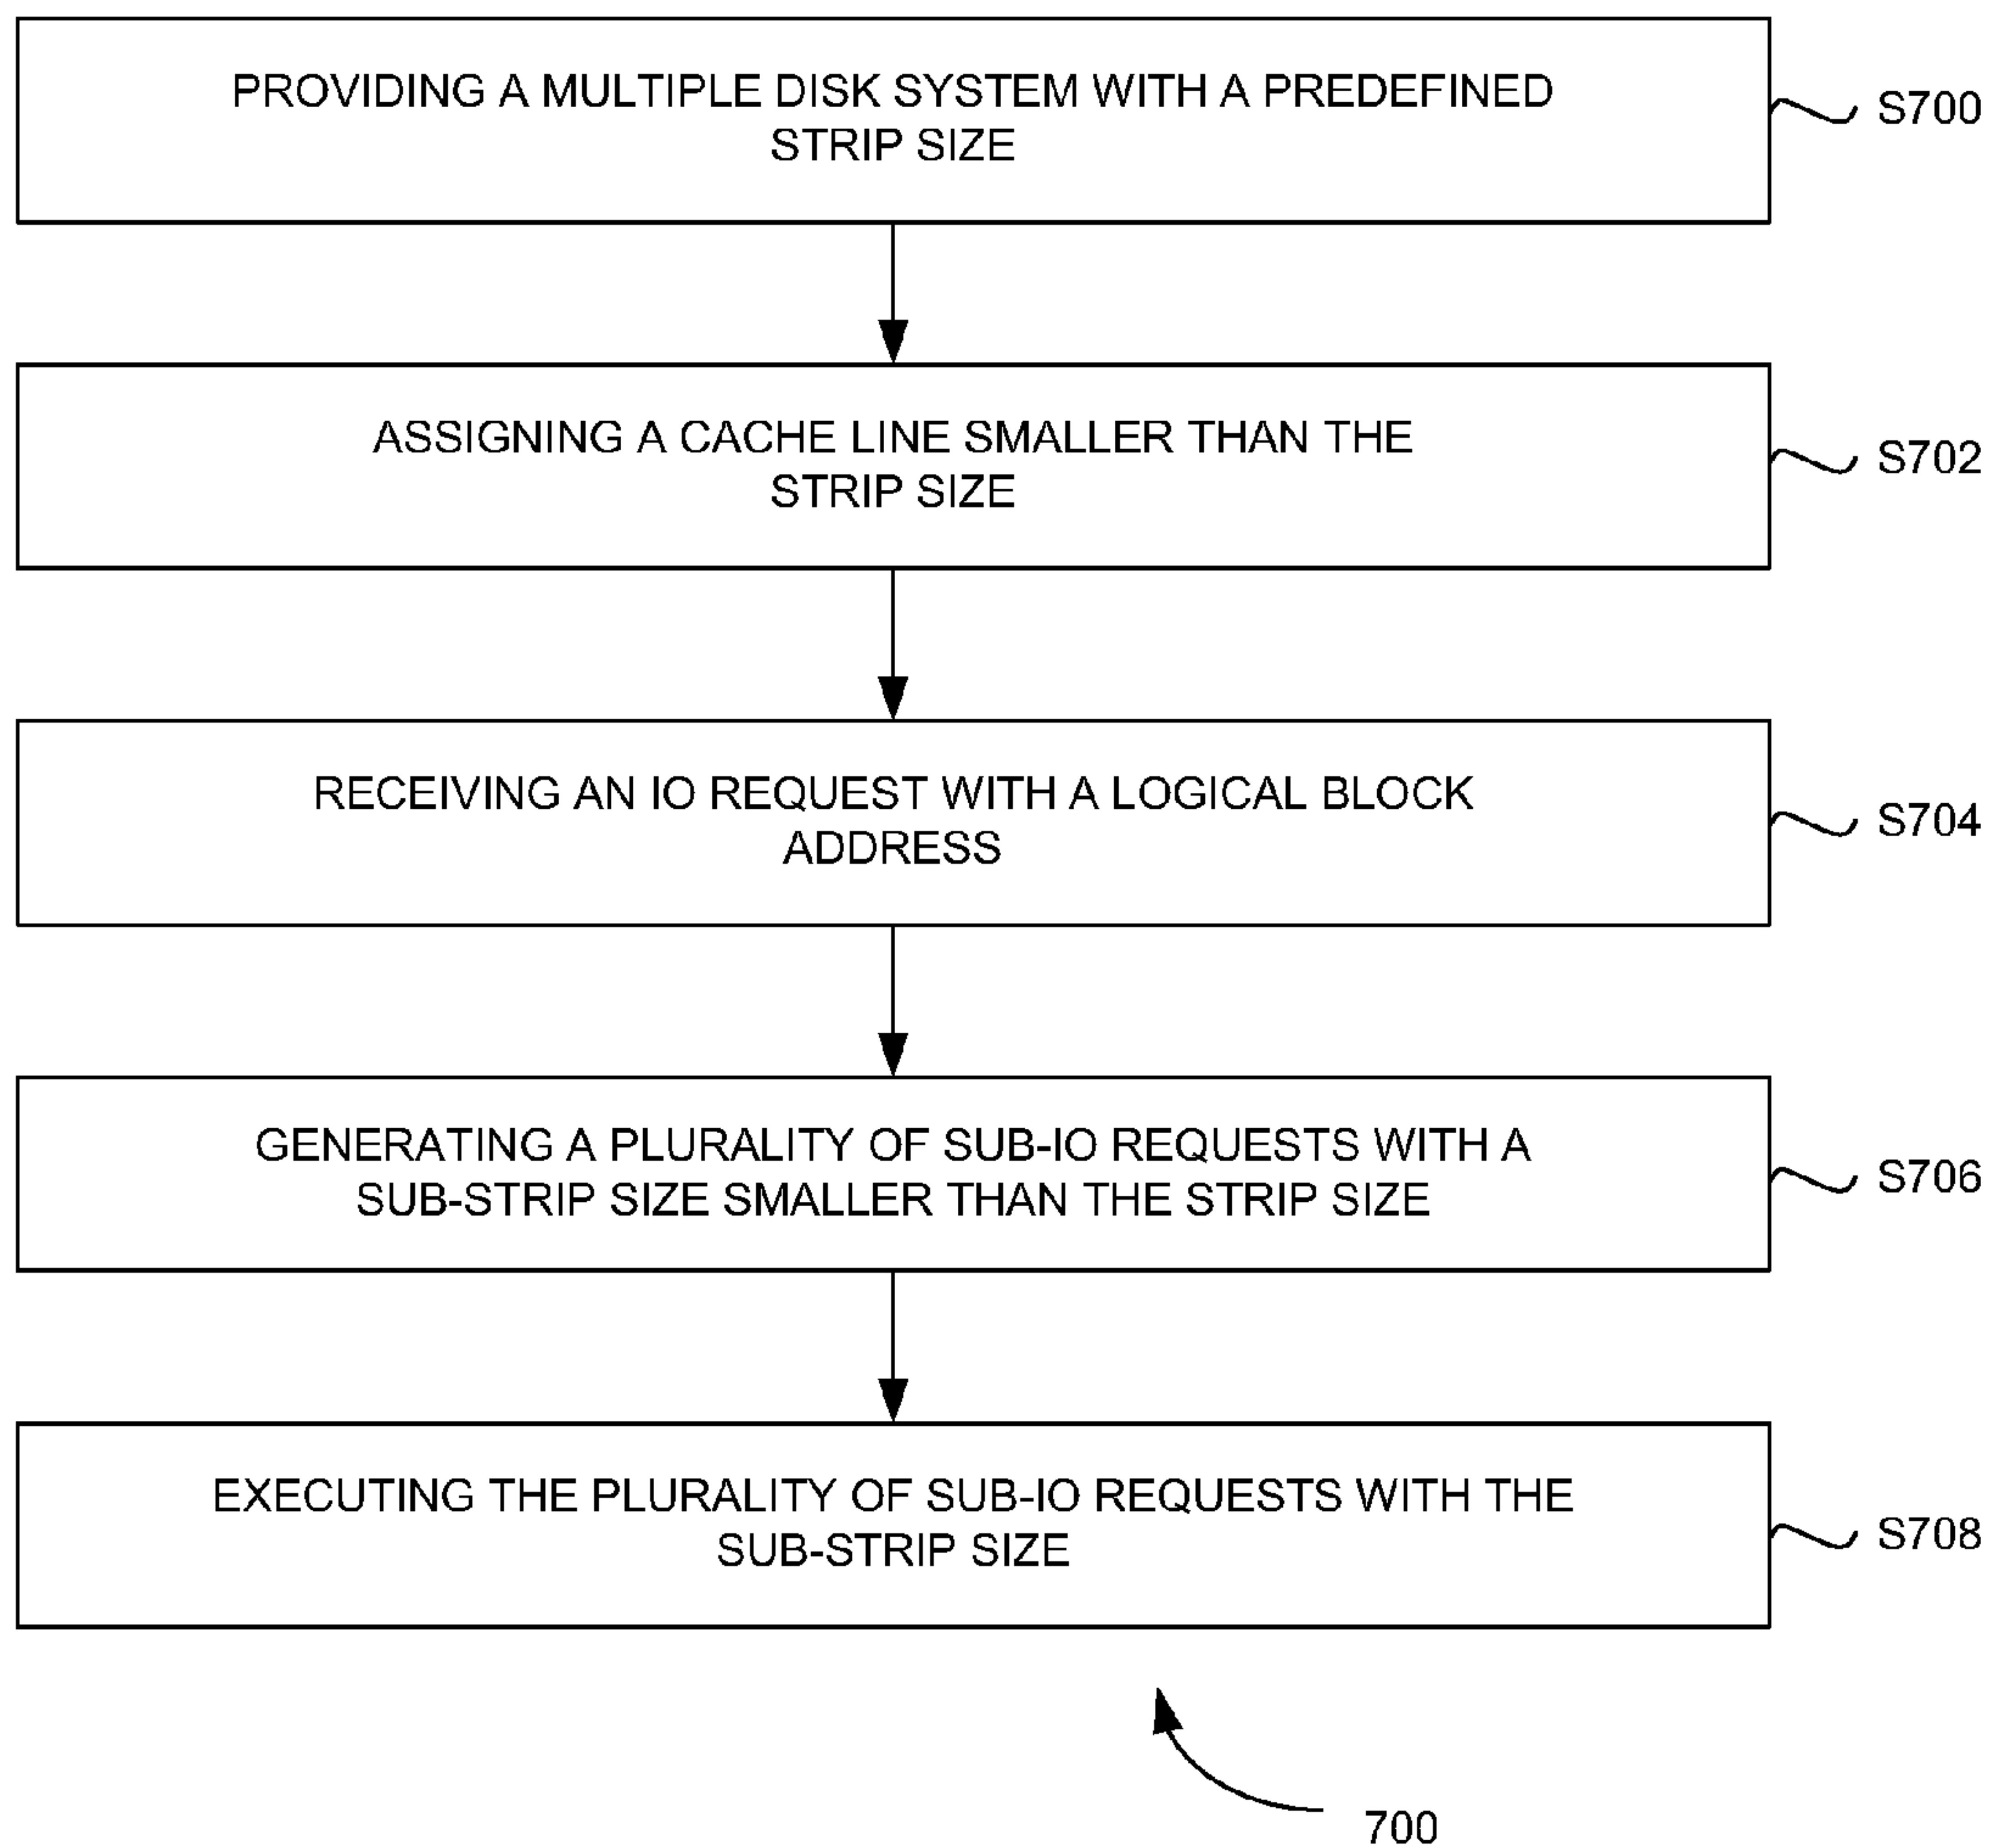 PROVIDING A MULTIPLE DISK SYSTEM WITH A PREDEFINED
STRIP SIZE
S700
ASSIGNING A CACHE LINE SMALLER THAN THE
STRIP SIZE
S702
RECEIVING AN IO REQUEST WITH A LOGICAL BLOCK
ADDRESS
S704
GENERATING A PLURALITY OF SUB-IO REQUESTS WITH A
SUB-STRIP SIZE SMALLER THAN THE STRIP SIZE
S706
EXECUTING THE PLURALITY OF SUB-IO REQUESTS WITH THE
SUB-STRIP SIZE
S708
700